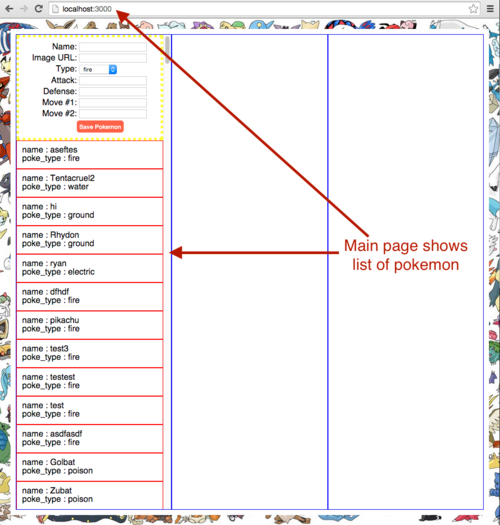 localhost:3000
Name:
Image URL:
Type: fire
Attack:
Defense:
Move #1:
Move #2:
Save Pokemon
name : aseftes
poke_type : fire
name : Tentacruel2
poke_type : water
name : hi
poke_type : ground
name : Rhydon
poke_type : ground
name : ryan
poke_type : electric
name : dfhdf
poke_type : fire
name : pikachu
poke_type : fire
name : test3
poke_type : fire
name : testest
poke_type : fire
name : test
poke_type : fire
name : asdfasdf
poke_type : fire
name : Golbat
poke_type : poison
name : Zubat
poke_type : poison
Main page shows
list of pokemon